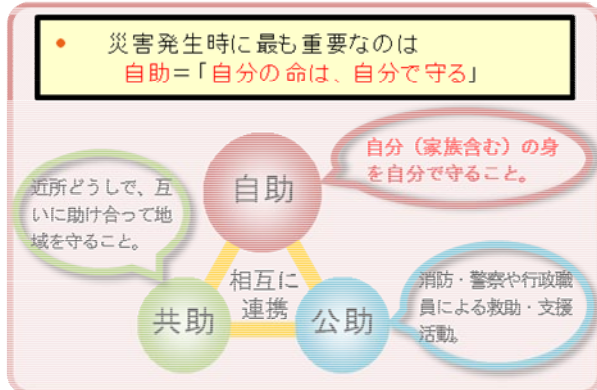 • 災害発生時に最も重要なのは
自助＝「自分の命は、自分で守る」
自分（家族含む）の身
を自分で守ること。
自助
近所どうしで、互
いに助け合って地
域を守ること。
相互に
連携
共助
公助
消防・警察や行政職
員による救助・支援
活動。